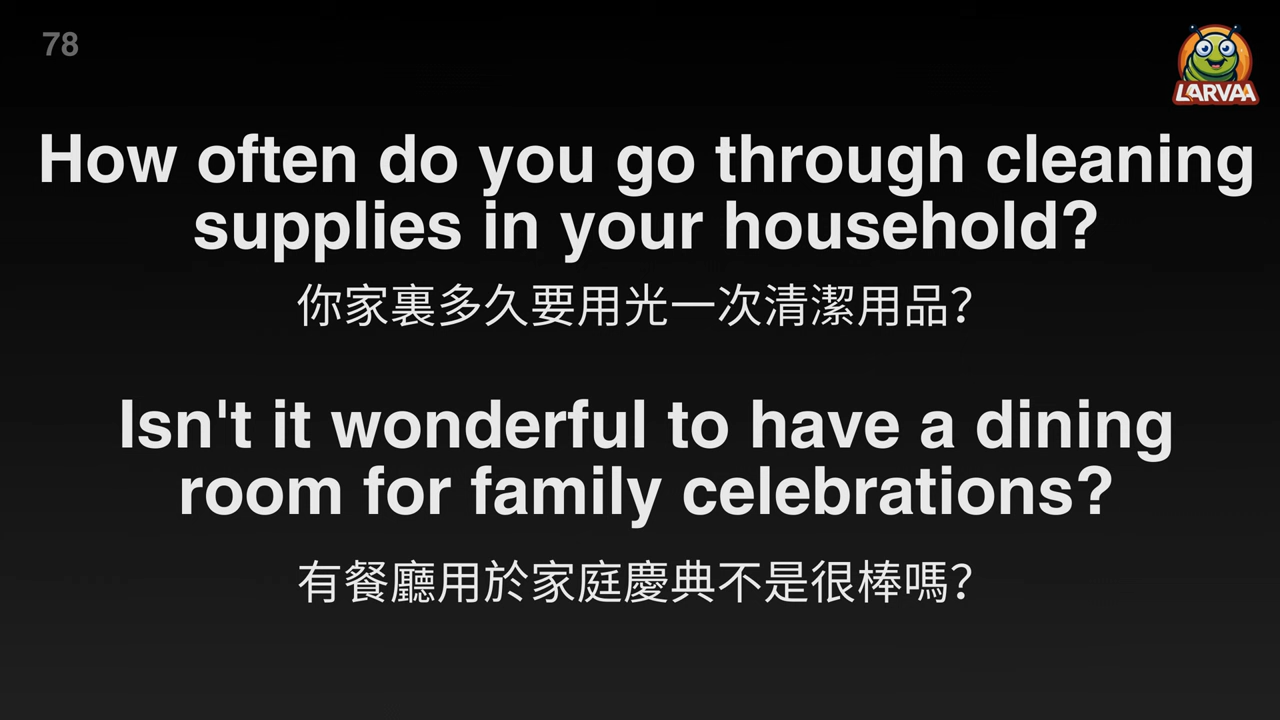 78
LARVAA
How often do you go through cleaning
supplies in your household?
你家裏多久要用光一次清潔用品？
Isn't it wonderful to have a dining
room for family celebrations?
有餐廳用於家庭慶典不是很棒嗎？